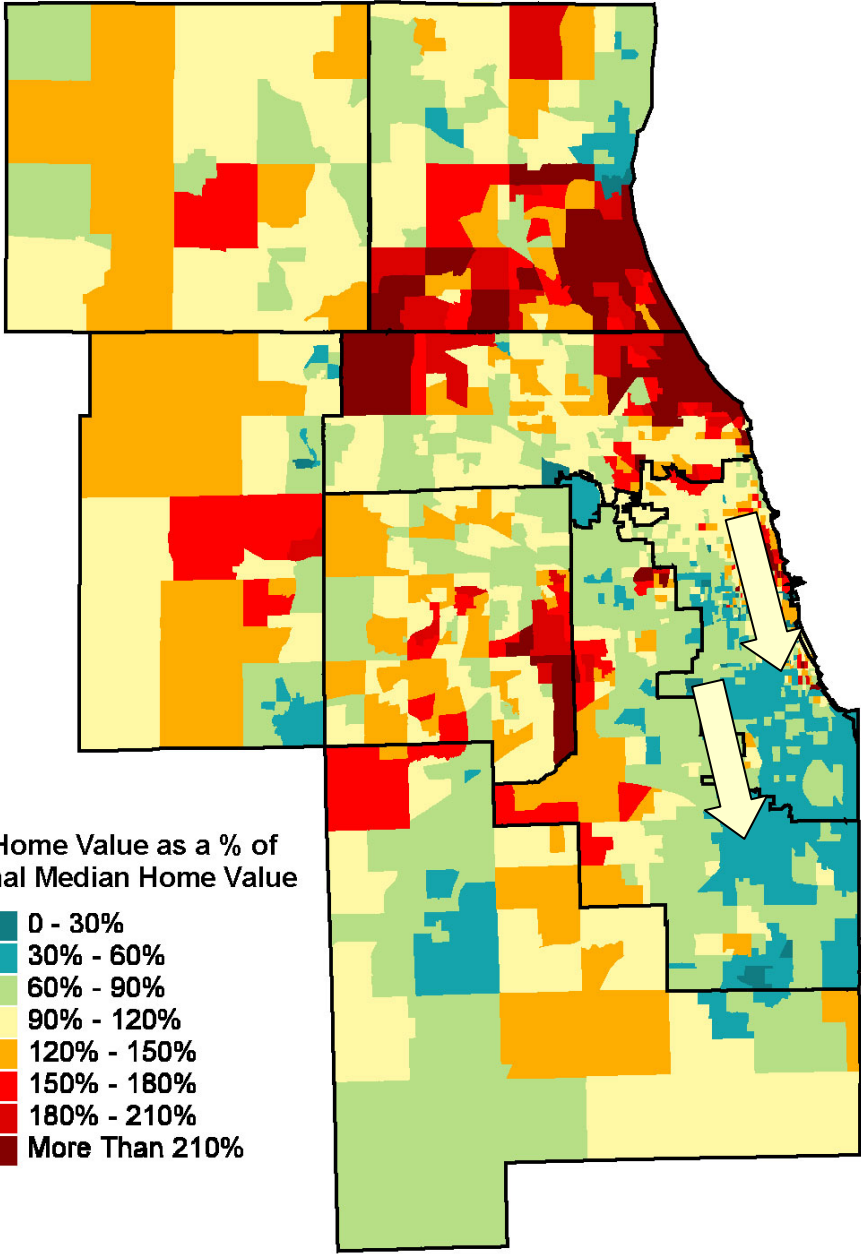 Home Value as a % of
nal Median Home Value
0 - 30%
30% - 60%
60% - 90%
90% - 120%
120% - 150%
150% - 180%
180% - 210%
More Than 210%